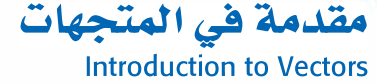 مقدمة في المتجهات
Introduction to Vectors